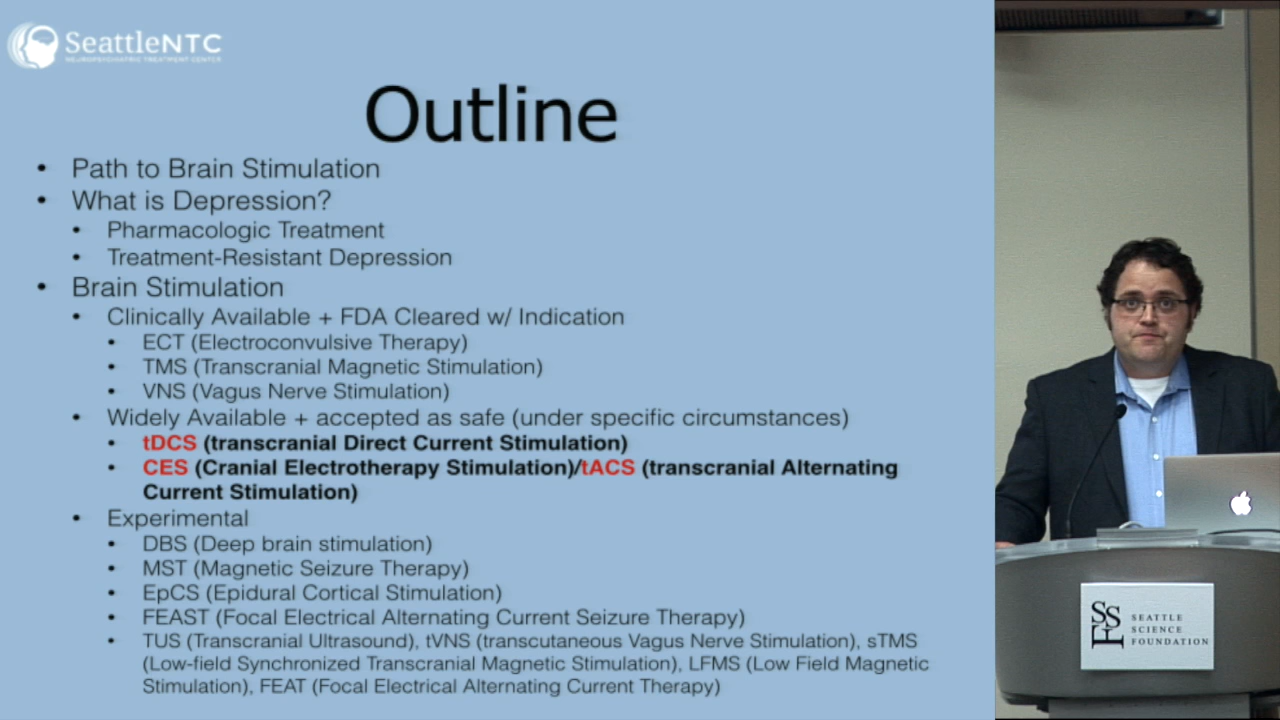 SeattleNTC
NEUROPSYCHIATRIC TREATMENT CENTER
Outline
• Path to Brain Stimulation
• What is Depression?
• Pharmacologic Treatment
• Treatment-Resistant Depression
• Brain Stimulation
• Clinically Available + FDA Cleared w/ Indication
• ECT (Electroconvulsive Therapy)
• TMS (Transcranial Magnetic Stimulation)
• VNS (Vagus Nerve Stimulation)
• Widely Available + accepted as safe (under specific circumstances)
• tDCS (transcranial Direct Current Stimulation)
• CES (Cranial Electrotherapy Stimulation)/tACS (transcranial Alternating
Current Stimulation)
• Experimental
• DBS (Deep brain stimulation)
• MST (Magnetic Seizure Therapy)
• EpCS (Epidural Cortical Stimulation)
• FEAST (Focal Electrical Alternating Current Seizure Therapy)
• TUS (Transcranial Ultrasound), tVNS (transcutaneous Vagus Nerve Stimulation), sTMS
(Low-field Synchronized Transcranial Magnetic Stimulation), LFMS (Low Field Magnetic
Stimulation), FEAT (Focal Electrical Alternating Current Therapy)
SSF
SEATTLE
SCIENCE
FOUNDATION